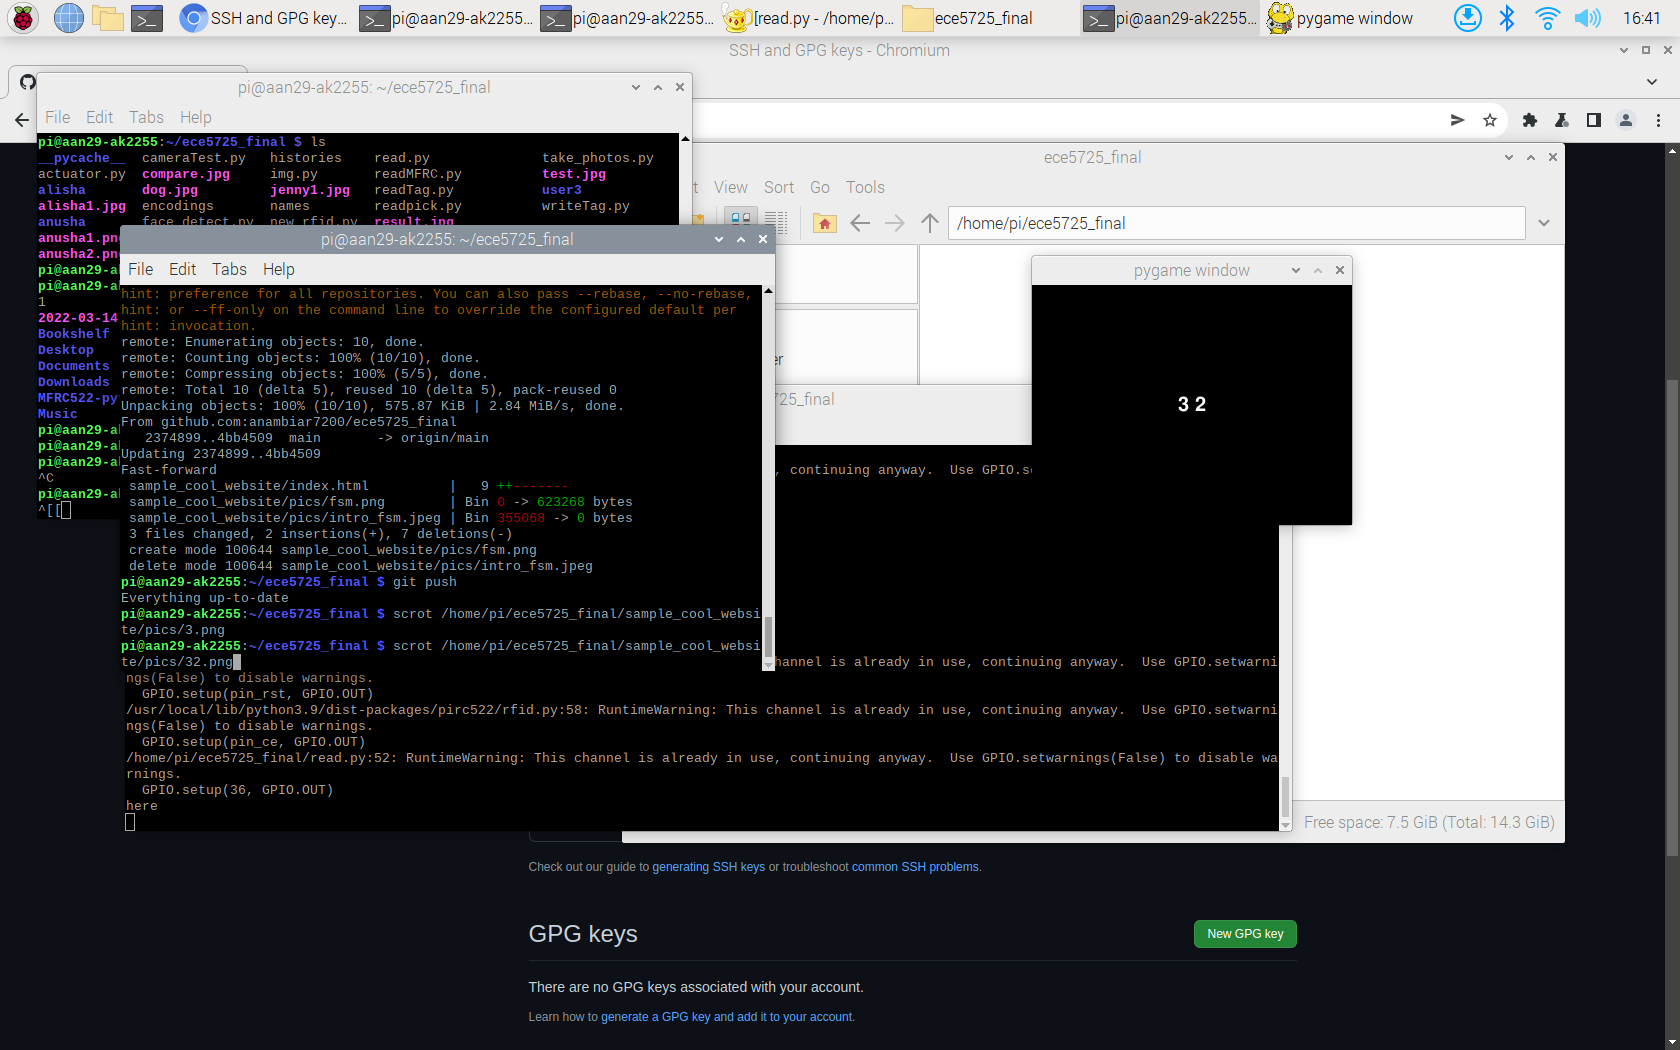 SSH and GPG key...
pi@aan29-ak2255...
pi@aan29-ak2255...
[read.py - /home/p...
ece5725_final
pi@aan29-ak2255...
pygame window
16:41
SSH and GPG keys - Chromium
pi@aan29-ak2255: ~/ece5725_final
File Edit Tabs Help
pi@aan29-ak2255:~/ece5725_final $ ls
__pycache__ cameraTest.py histories read.py take_photos.py
actuator.py compare.jpg img.py readMFRC.py test.jpg
alisha dog.jpg jenny1.jpg readTag.py user3
alisha1.jpg encodings names readpick.py writeTag.py
anusha face_detect.py new_rfid.py result.jpg
anusha1.pn
anusha2.pn
pi@aan29-a
pi@aan29-a
1
2022-03-14
Bookshelf
Desktop
Documents
Downloads
MFRC522-py
Music
pi@aan29-a
pi@aan29-a
pi@aan29-a
^C
pi@aan29-a
^[[
ece5725_final
t View Sort Go Tools
/home/pi/ece5725_final
er
Free space: 7.5 GiB (Total: 14.3 GiB)
pi@aan29-ak2255: ~/ece5725_final
File Edit Tabs Help
hint: preference for all repositories. You can also pass --rebase, --no-rebase,
hint: or --ff-only on the command line to override the configured default per
hint: invocation.
remote: Enumerating objects: 10, done.
remote: Counting objects: 100% (10/10), done.
remote: Compressing objects: 100% (5/5), done.
remote: Total 10 (delta 5), reused 10 (delta 5), pack-reused 0
Unpacking objects: 100% (10/10), 575.87 KiB | 2.84 MiB/s, done.
From github.com:anambiar7200/ece5725_final
2374899..4bb4509 main -> origin/main
Updating 2374899..4bb4509
Fast-forward
sample_cool_website/index.html | 9 ++-------
sample_cool_website/pics/fsm.png | Bin 0 -> 623268 bytes
sample_cool_website/pics/intro_fsm.jpeg | Bin 355068 -> 0 bytes
3 files changed, 2 insertions(+), 7 deletions(-)
create mode 100644 sample_cool_website/pics/fsm.png
delete mode 100644 sample_cool_website/pics/intro_fsm.jpeg
pi@aan29-ak2255:~/ece5725_final $ git push
Everything up-to-date
pi@aan29-ak2255:~/ece5725_final $ scrot /home/pi/ece5725_final/sample_cool_websi
te/pics/3.png
pi@aan29-ak2255:~/ece5725_final $ scrot /home/pi/ece5725_final/sample_cool_websi
te/pics/32.png
pygame window
3 2
25_final
, continuing anyway. Use GPIO.s
hannel is already in use, continuing anyway. Use GPIO.setwarni
ngs(False) to disable warnings.
GPIO.setup(pin_rst, GPIO.OUT)
/usr/local/lib/python3.9/dist-packages/pirc522/rfid.py:58: RuntimeWarning: This channel is already in use, continuing anyway. Use GPIO.setwarni
ngs(False) to disable warnings.
GPIO.setup(pin_ce, GPIO.OUT)
/home/pi/ece5725_final/read.py:52: RuntimeWarning: This channel is already in use, continuing anyway. Use GPIO.setwarnings(False) to disable wa
rnings.
GPIO.setup(36, GPIO.OUT)
here
Check out our guide to generating SSH keys or troubleshoot common SSH problems.
GPG keys
New GPG key
There are no GPG keys associated with your account.
Learn how to generate a GPG key and add it to your account.